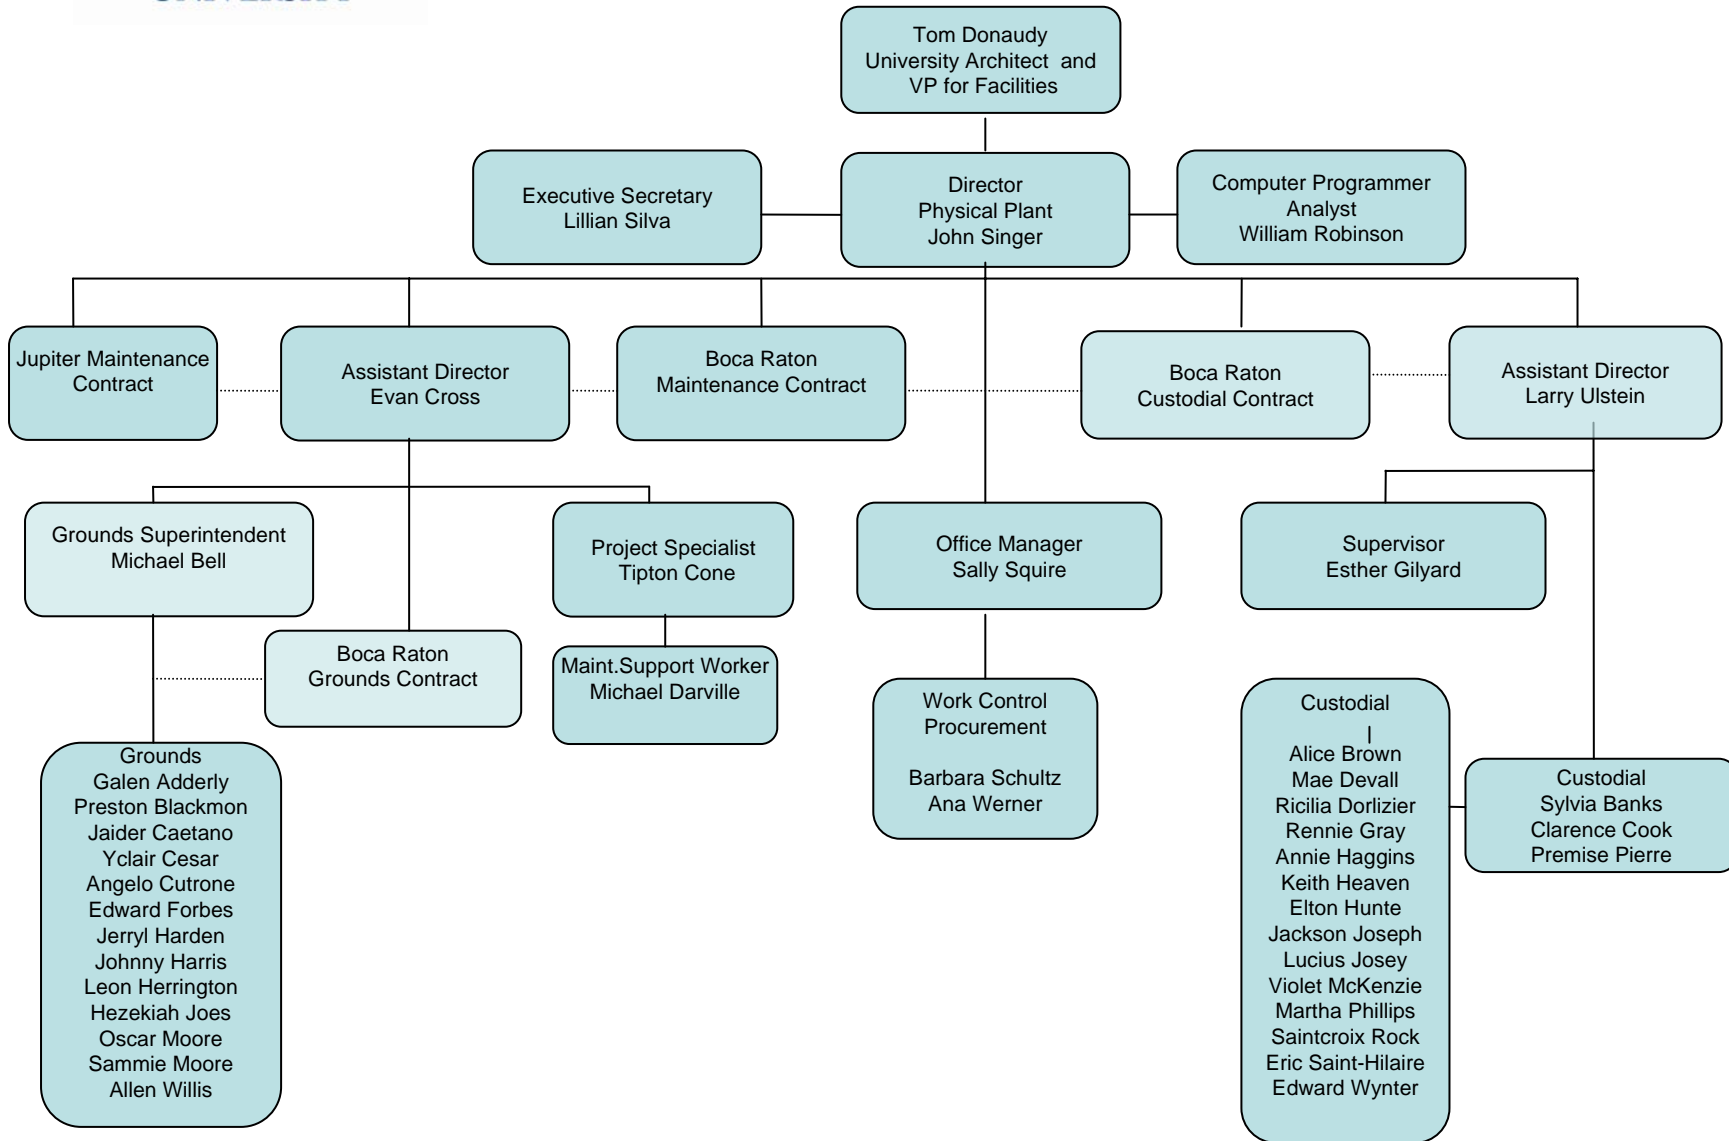 Tom Donaudy
University Architect and
VP for Facilities
Executive Secretary
Lillian Silva
Director
Physical Plant
John Singer
Computer Programmer
Analyst
William Robinson
Jupiter Maintenance
Contract
Assistant Director
Evan Cross
Boca Raton
Maintenance Contract
Boca Raton
Custodial Contract
Assistant Director
Larry Ulstein
Grounds Superintendent
Michael Bell
Project Specialist
Tipton Cone
Office Manager
Sally Squire
Supervisor
Esther Gilyard
Boca Raton
Grounds Contract
Maint.Support Worker
Michael Darville
Work Control
Procurement
Barbara Schultz
Ana Werner
Grounds
Galen Adderly
Preston Blackmon
Jaider Caetano
Yclair Cesar
Angelo Cutrone
Edward Forbes
Jerryl Harden
Johnny Harris
Leon Herrington
Hezekiah Joes
Oscar Moore
Sammie Moore
Allen Willis
Custodial
Alice Brown
Mae Devall
Ricilia Dorlizier
Rennie Gray
Annie Haggins
Keith Heaven
Elton Hunte
Jackson Joseph
Lucius Josey
Violet McKenzie
Martha Phillips
Saintcroix Rock
Eric Saint-Hilaire
Edward Wynter
Custodial
Sylvia Banks
Clarence Cook
Premise Pierre